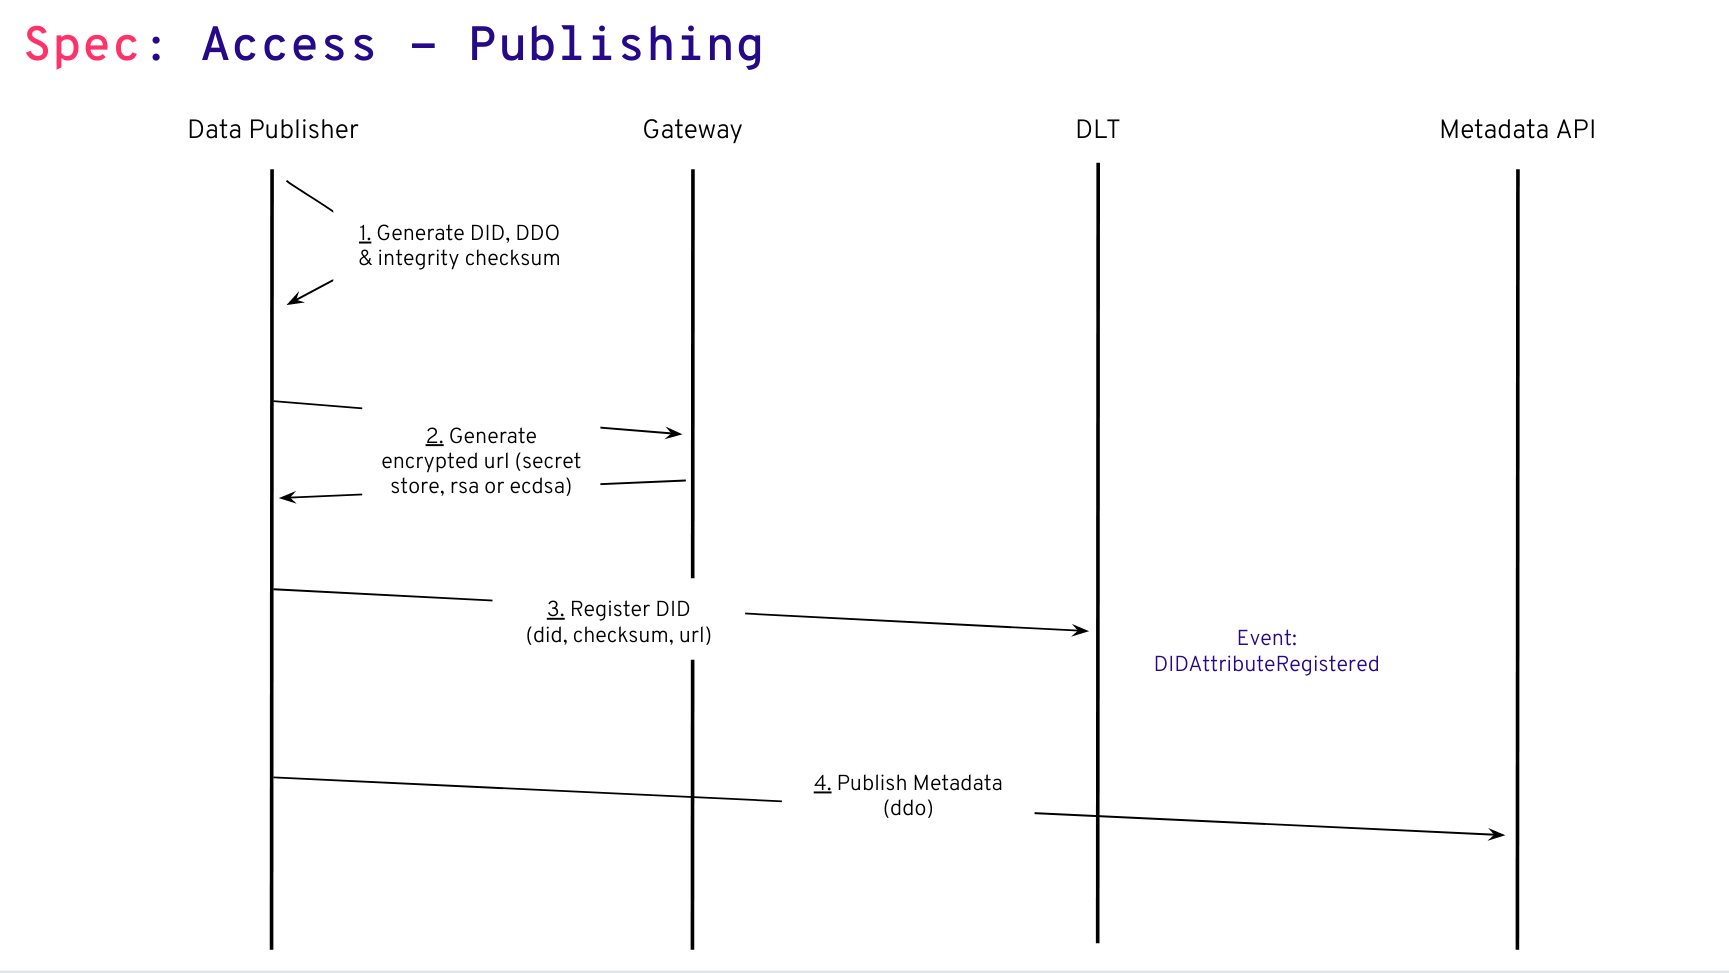 Spec: Access - Publishing
Data Publisher
Gateway
DLT
Metadata API
1. Generate DID, DDO
& integrity checksum
2. Generate
encrypted url (secret
store, rsa or ecdsa)
3. Register DID
(did, checksum, url)
Event:
DIDAttributeRegistered
4. Publish Metadata
(ddo)